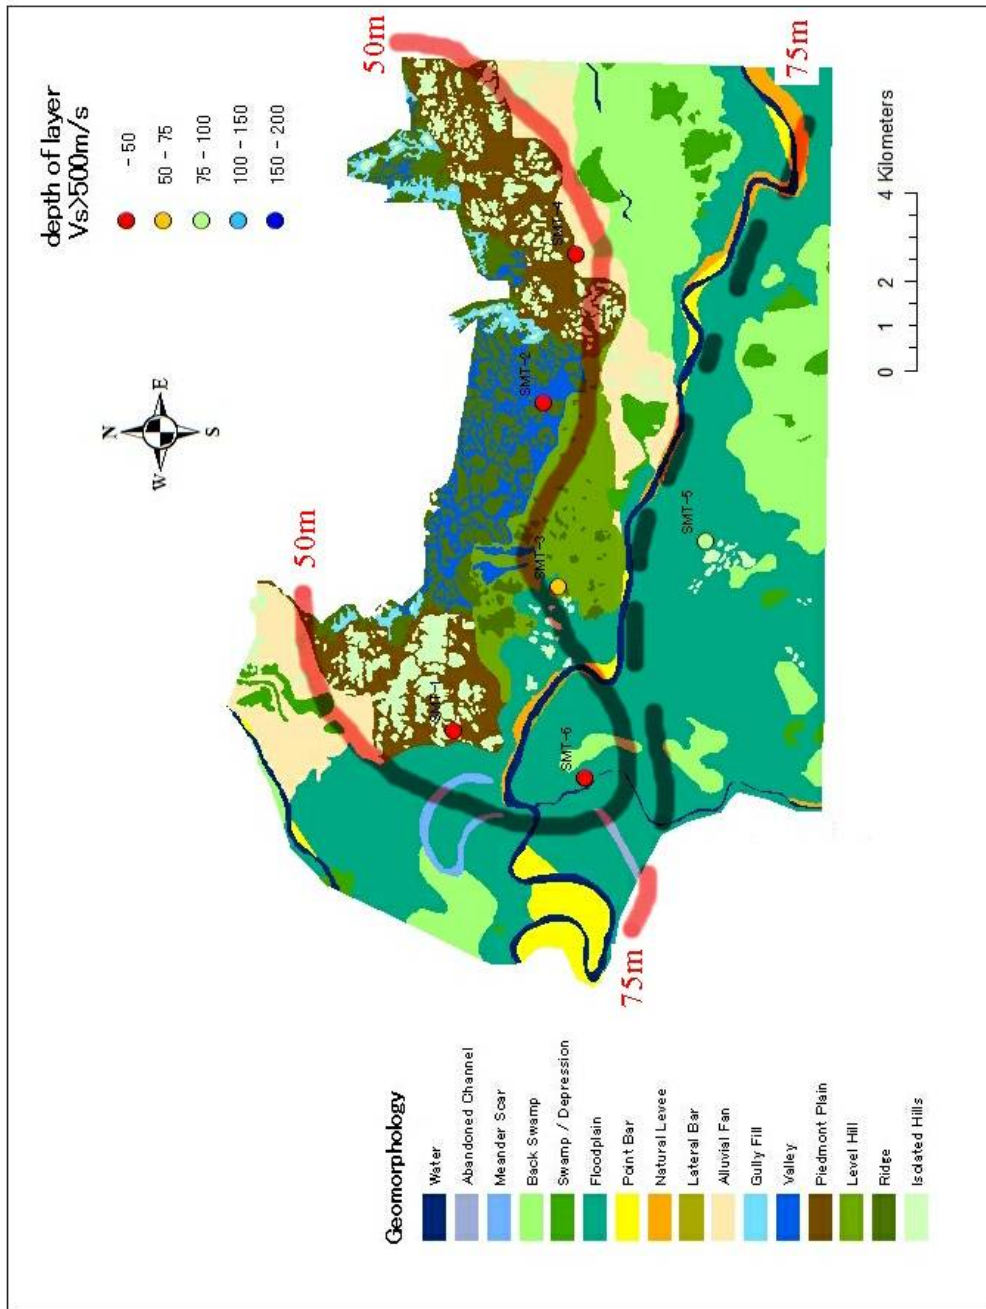 depth of layer
Vs>500m/s
- 50
50 - 75
75 - 100
100 - 150
150 - 200
50m
75m
N
W
E
S
50m
SMT-4
SMT-2
SMT-3
SMT-1
SMT-5
SMT-6
75m
0 1 2 4 Kilometers
Geomorphology
Water
Abandoned Channel
Meander Scar
Back Swamp
Swamp / Depression
Floodplain
Point Bar
Natural Levee
Lateral Bar
Alluvial Fan
Gully Fill
Valley
Piedmont Plain
Level Hill
Ridge
Isolated Hills